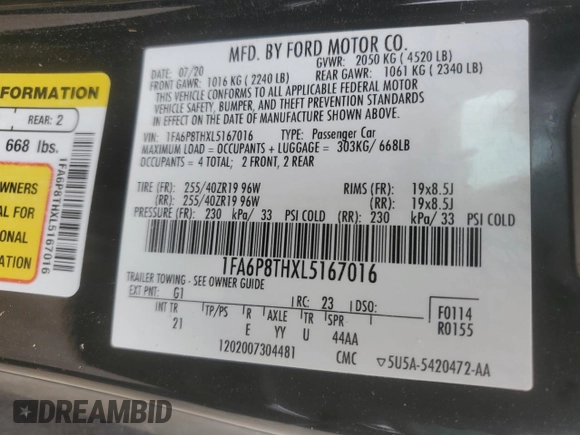 MFD. BY FORD MOTOR CO.
DATE: 07/20
GVWR: 2050 KG ( 4520 LB)
FRONT GAWR: 1016 KG ( 2240 LB)
REAR GAWR: 1061 KG ( 2340 LB)
THIS VEHICLE CONFORMS TO ALL APPLICABLE FEDERAL MOTOR
VEHICLE SAFETY, BUMPER, AND THEFT PREVENTION STANDARDS
IN EFFECT ON THE DATE OF MANUFACTURE SHOWN ABOVE.
VIN: 1FA6P8THXL5167016 TYPE: Passenger Car
MAXIMUM LOAD = OCCUPANTS + LUGGAGE = 303KG/ 668LB
OCCUPANTS = 4 TOTAL; 2 FRONT, 2 REAR
TIRE (FR): 255/40ZR19 96W RIMS (FR): 19x8.5J
(RR): 255/40ZR19 96W (RR): 19x8.5J
PRESSURE (FR): 230 kPa/ 33 PSI COLD (RR): 230 kPa/ 33 PSI COLD
1FA6P8THXL5167016
TRAILER TOWING - SEE OWNER GUIDE
EXT PNT: G1 RC: 23 DSO:
INT TR TP/PS R AXLE TR SPR
21 E YY U 44AA
F0114
R0155
1202007304481 CMC 5U5A-5420472-AA
FORMATION
REAR: 2
668 lbs.
WNERS
AL FOR
ONAL
MATION
1FA6P8THXL5167016
DREAMBID